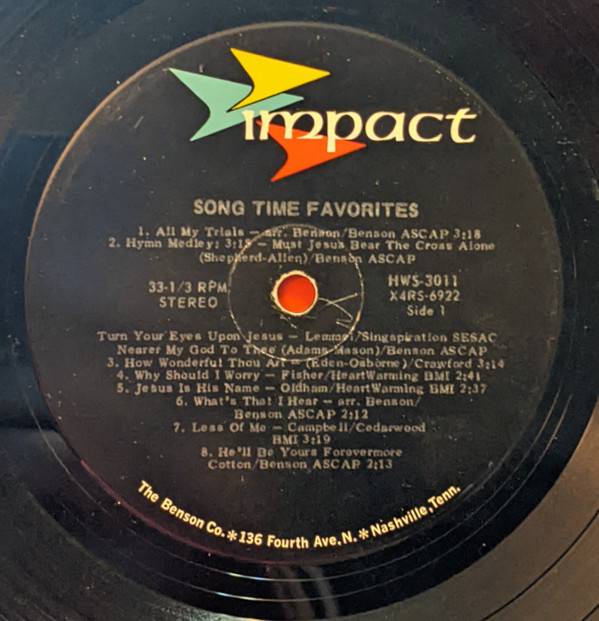 impact
SONG TIME FAVORITES
1. All My Trials — arr. Benson/Benson ASCAP 3:18
2. Hymn Medley: 3:15 — Must Jesus Bear The Cross Alone
(Shepherd-Allen)/Benson ASCAP
33-1/3 RPM
STEREO
HWS-3011
X4RS-6922
Side 1
Turn Your Eyes Upon Jesus — Lemmel/Singspiration SESAC
Nearer My God To Thee (Adams-Mason)/Benson ASCAP
3. How Wonderful Thou Art — (Eden-Osborne)/Crawford 3:14
4. Why Should I Worry — Fisher/HeartWarming BMI 2:41
5. Jesus Is His Name — Oldham/HeartWarming BMI 2:37
6. What's That I Hear — arr. Benson/
Benson ASCAP 2:12
7. Less Of Me — Campbell/Cedarwood
BMI 3:19
8. He'll Be Yours Forevermore
Cotton/Benson ASCAP 2:13
The Benson Co. * 136 Fourth Ave. N. * Nashville, Tenn.